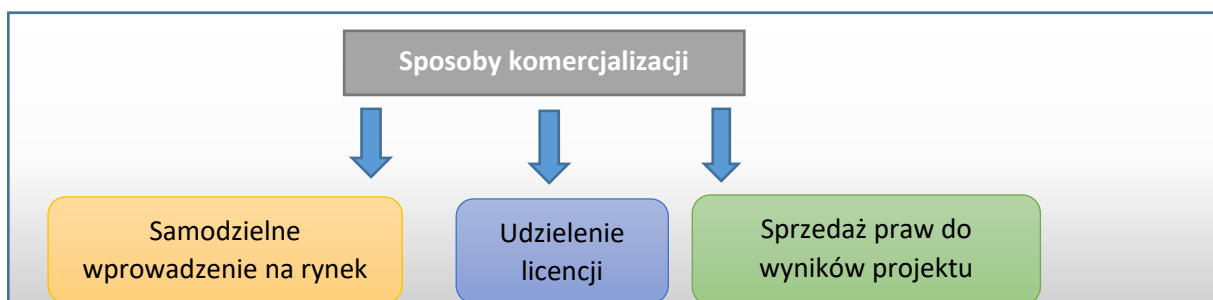 Sposoby komercjalizacji
Samodzielne
wprowadzenie na rynek
Udzielenie
licencji
Sprzedaż praw do
wyników projektu